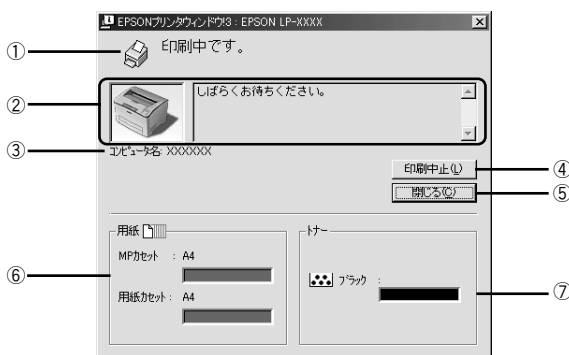 EPSONプリンタウィンドウ!3 : EPSON LP-XXXX
① 印刷中です。
② しばらくお待ちください。
③ コンピュータ名: XXXXXX
印刷中止(L) ④
閉じる(C) ⑤
用紙
トナー
⑥
MPカセット : A4
用紙カセット : A4
ブラック :
⑦